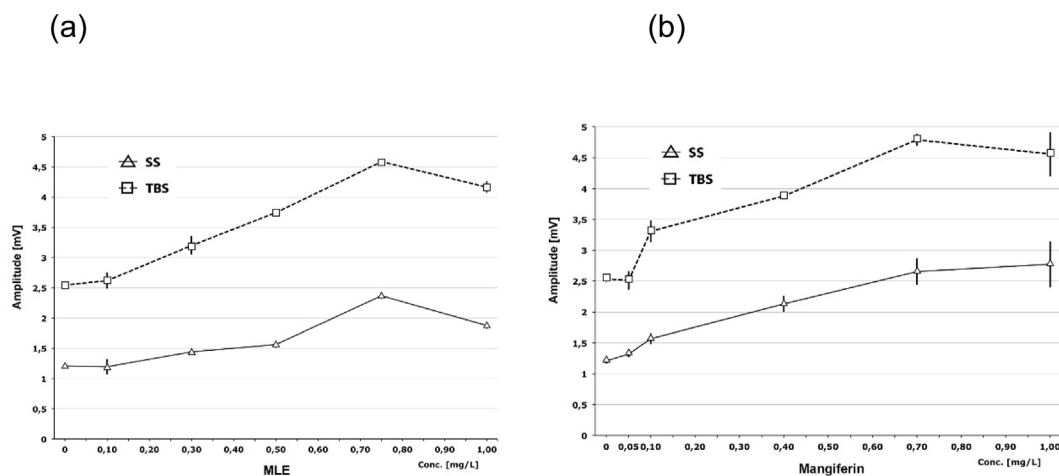 (a)
(b)
SS
TBS
Amplitude [mV]
5
4,5
4
3,5
3
2,5
2
1,5
1
0,5
0
0 0,10 0,20 0,30 0,40 0,50 0,60 0,70 0,80 0,90 1,00
MLE
Conc. [mg/L]
SS
TBS
Amplitude [mV]
5
4,5
4
3,5
3
2,5
2
1,5
1
0,5
0
0 0,05 0,10 0,20 0,30 0,40 0,50 0,60 0,70 0,80 0,90 1,00
Mangiferin
Conc. [mg/L]